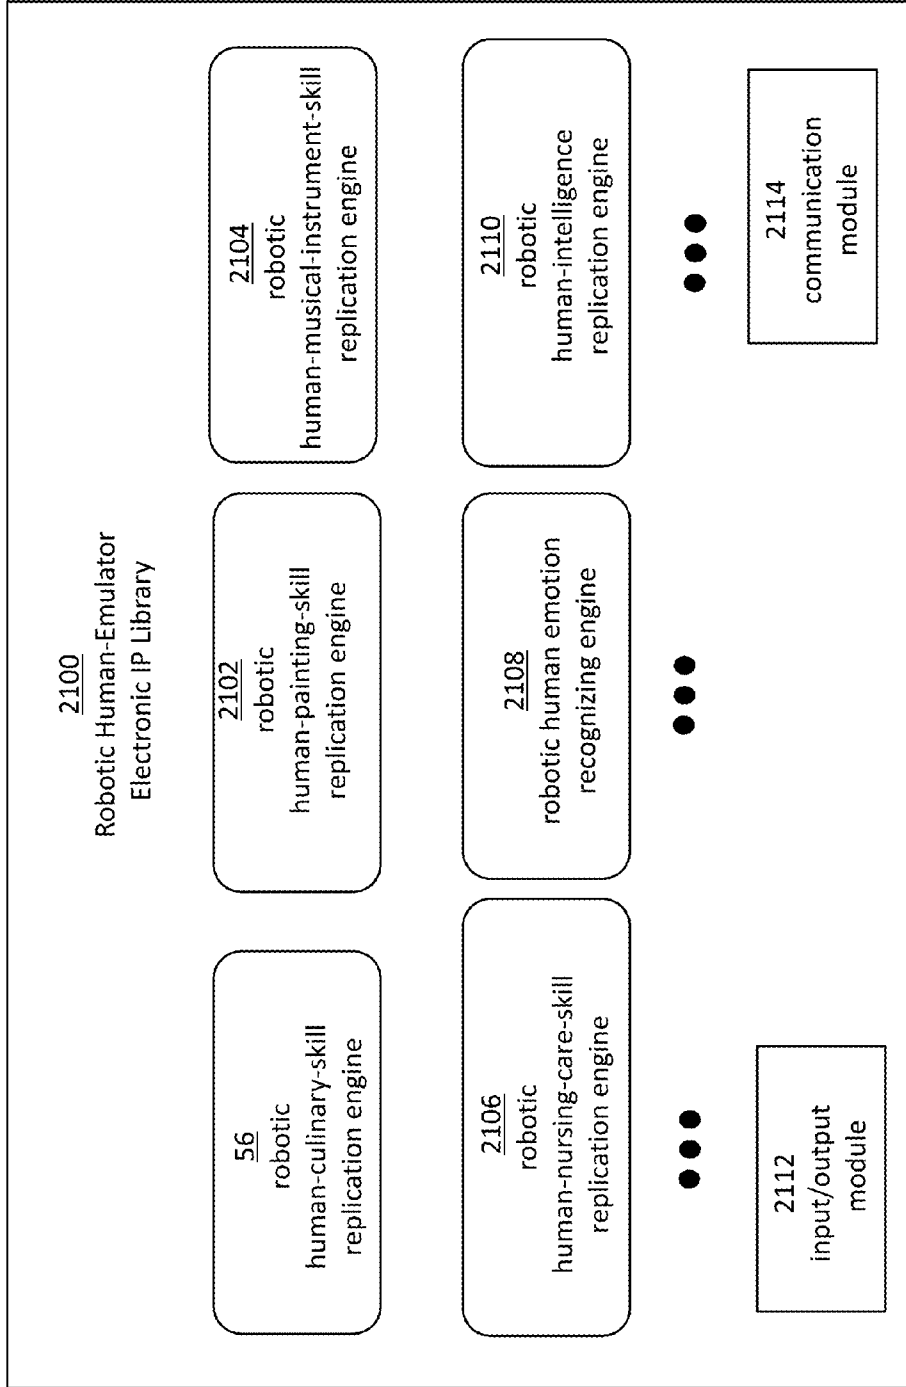 2100
Robotic Human-Emulator
Electronic IP Library
56
robotic
human-culinary-skill
replication engine
2102
robotic
human-painting-skill
replication engine
2104
robotic
human-musical-instrument-skill
replication engine
2106
robotic
human-nursing-care-skill
replication engine
2108
robotic human emotion
recognizing engine
2110
robotic
human-intelligence
replication engine
2112
input/output
module
2114
communication
module